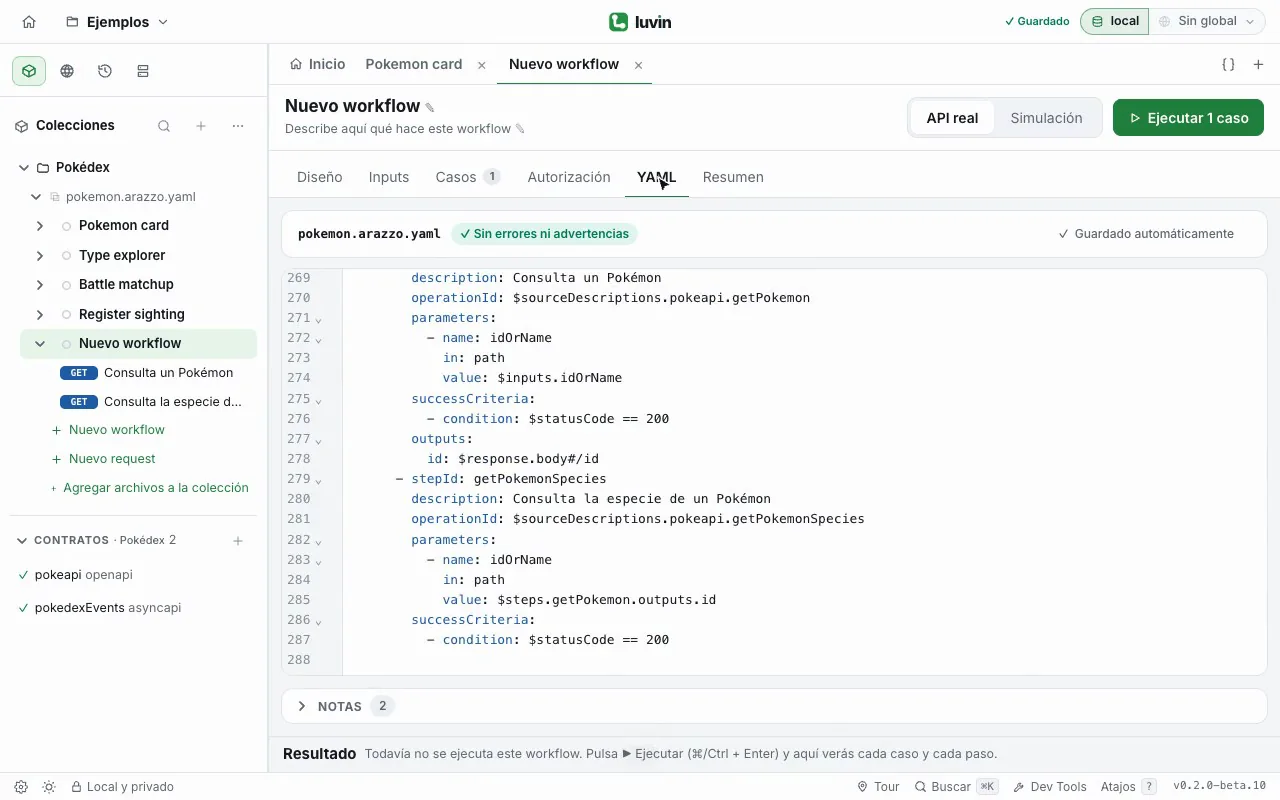 Ejemplos
luvin
✓ Guardado
local
Sin global
Inicio
Pokemon card ×
Nuevo workflow ×
{} +
Nuevo workflow
Describe aquí qué hace este workflow
API real
Simulación
Ejecutar 1 caso
Diseño
Inputs
Casos 1
Autorización
YAML
Resumen
Colecciones
Pokédex
pokemon.arazzo.yaml
Pokemon card
Type explorer
Battle matchup
Register sighting
Nuevo workflow
GET Consulta un Pokémon
GET Consulta la especie d...
+ Nuevo workflow
+ Nuevo request
+ Agregar archivos a la colección
CONTRATOS · Pokédex 2 +
✓ pokeapi openapi
✓ pokedexEvents asyncapi
pokemon.arazzo.yaml
✓ Sin errores ni advertencias
✓ Guardado automáticamente
269 description: Consulta un Pokémon
270 operationId: $sourceDescriptions.pokeapi.getPokemon
271 parameters:
272 - name: idOrName
273 in: path
274 value: $inputs.idOrName
275 successCriteria:
276 - condition: $statusCode == 200
277 outputs:
278 id: $response.body#/id
279 - stepId: getPokemonSpecies
280 description: Consulta la especie de un Pokémon
281 operationId: $sourceDescriptions.pokeapi.getPokemonSpecies
282 parameters:
283 - name: idOrName
284 in: path
285 value: $steps.getPokemon.outputs.id
286 successCriteria:
287 - condition: $statusCode == 200
288
NOTAS 2
Resultado Todavía no se ejecuta este workflow. Pulsa ▶ Ejecutar (⌘/Ctrl + Enter) y aquí verás cada caso y cada paso.
Local y privado
Tour
Buscar ⌘K
Dev Tools
Atajos ?
v0.2.0-beta.10